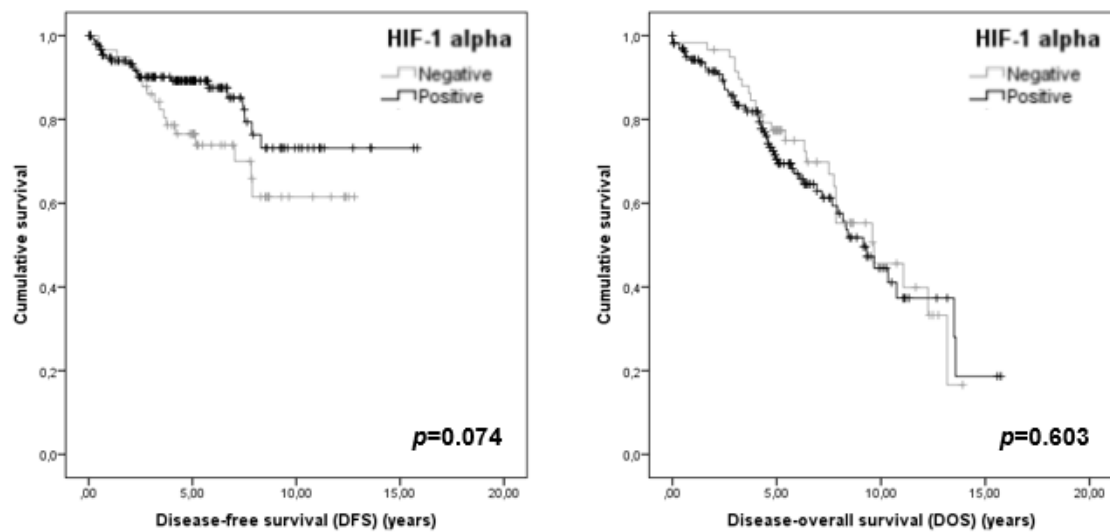 HIF-1 alpha
Negative
Positive
1,0
0,8
0,6
0,4
0,2
0,0
Cumulative survival
p=0.074
,00 5,00 10,00 15,00 20,00
Disease-free survival (DFS) (years)
HIF-1 alpha
Negative
Positive
1,0
0,8
0,6
0,4
0,2
0,0
Cumulative survival
p=0.603
,00 5,00 10,00 15,00 20,00
Disease-overall survival (DOS) (years)